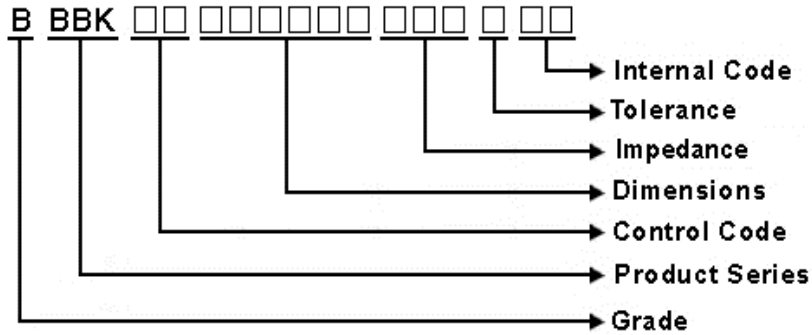 B BBK □□ □□□□□□ □□□ □ □□
Internal Code
Tolerance
Impedance
Dimensions
Control Code
Product Series
Grade